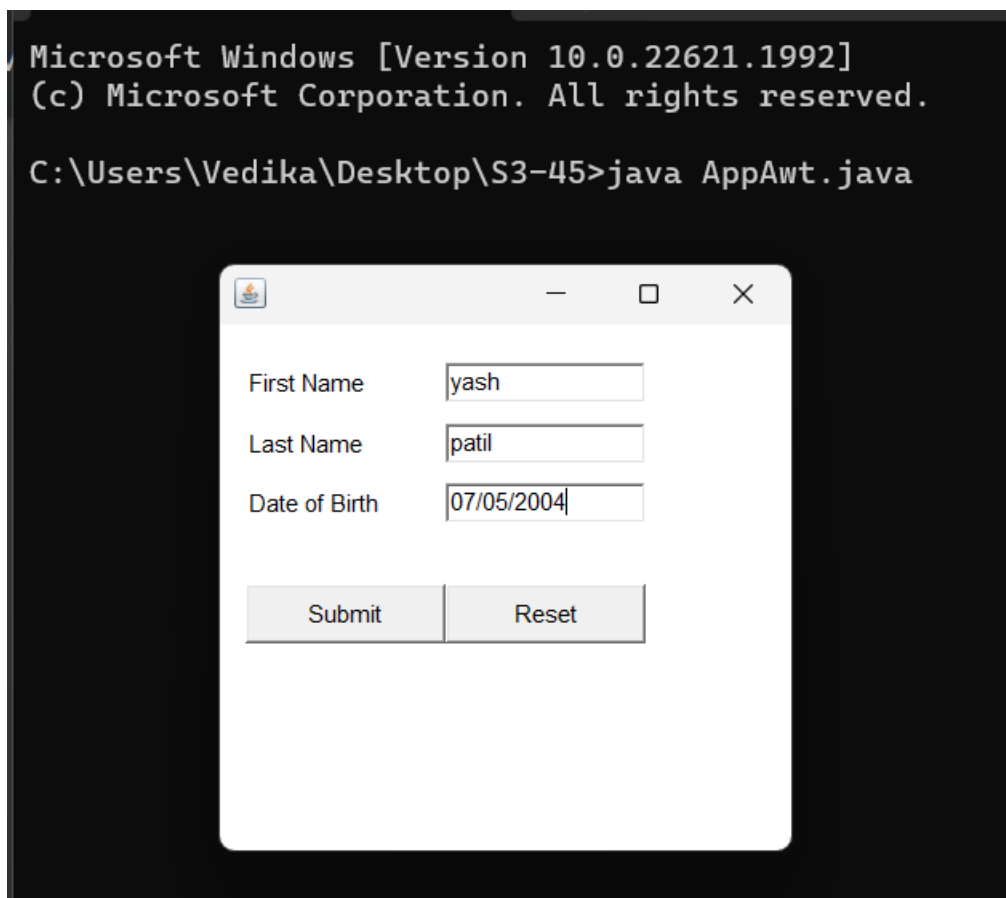 Microsoft Windows [Version 10.0.22621.1992]
(c) Microsoft Corporation. All rights reserved.
C:\Users\Vedika\Desktop\S3-45>java AppAwt.java
First Name yash
Last Name patil
Date of Birth 07/05/2004
Submit Reset